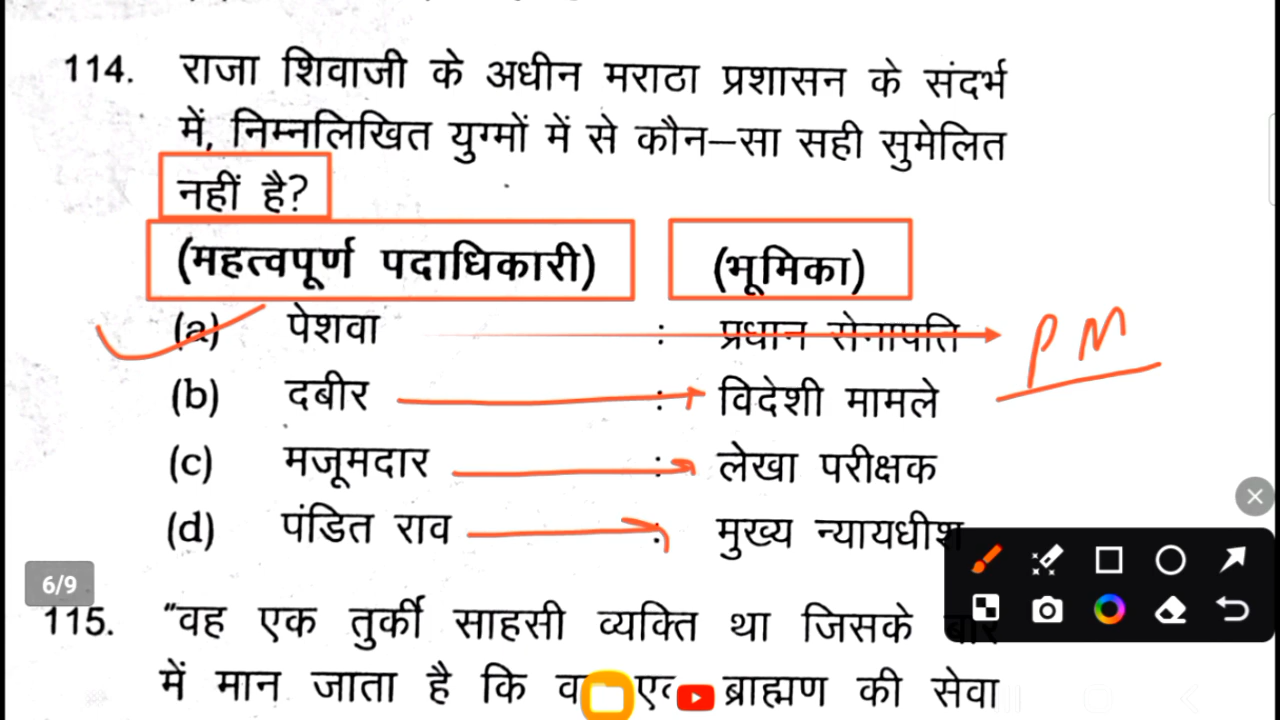 114. राजा शिवाजी के अधीन मराठा प्रशासन के संदर्भ
में, निम्नलिखित युग्मों में से कौन–सा सही सुमेलित
नहीं है?
(महत्वपूर्ण पदाधिकारी) (भूमिका)
(a) पेशवा : प्रधान सेनापति PM
(b) दबीर : विदेशी मामले
(c) मजूमदार : लेखा परीक्षक
(d) पंडित राव : मुख्य न्यायधीश
6/9
115. "वह एक तुर्की साहसी व्यक्ति था जिसके बारे
में मान जाता है कि ब्राह्मण की सेवा